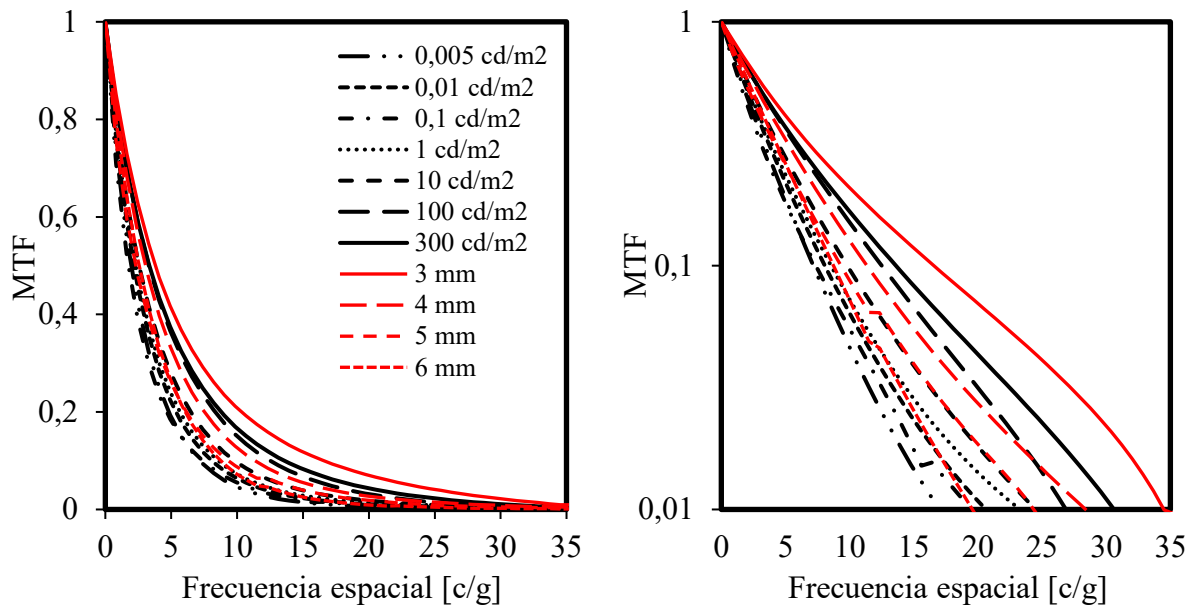 MTF
1
0,8
0,6
0,4
0,2
0
0,005 cd/m2
0,01 cd/m2
0,1 cd/m2
1 cd/m2
10 cd/m2
100 cd/m2
300 cd/m2
3 mm
4 mm
5 mm
6 mm
0 5 10 15 20 25 30 35
Frecuencia espacial [c/g]
MTF
1
0,1
0,01
0 5 10 15 20 25 30 35
Frecuencia espacial [c/g]